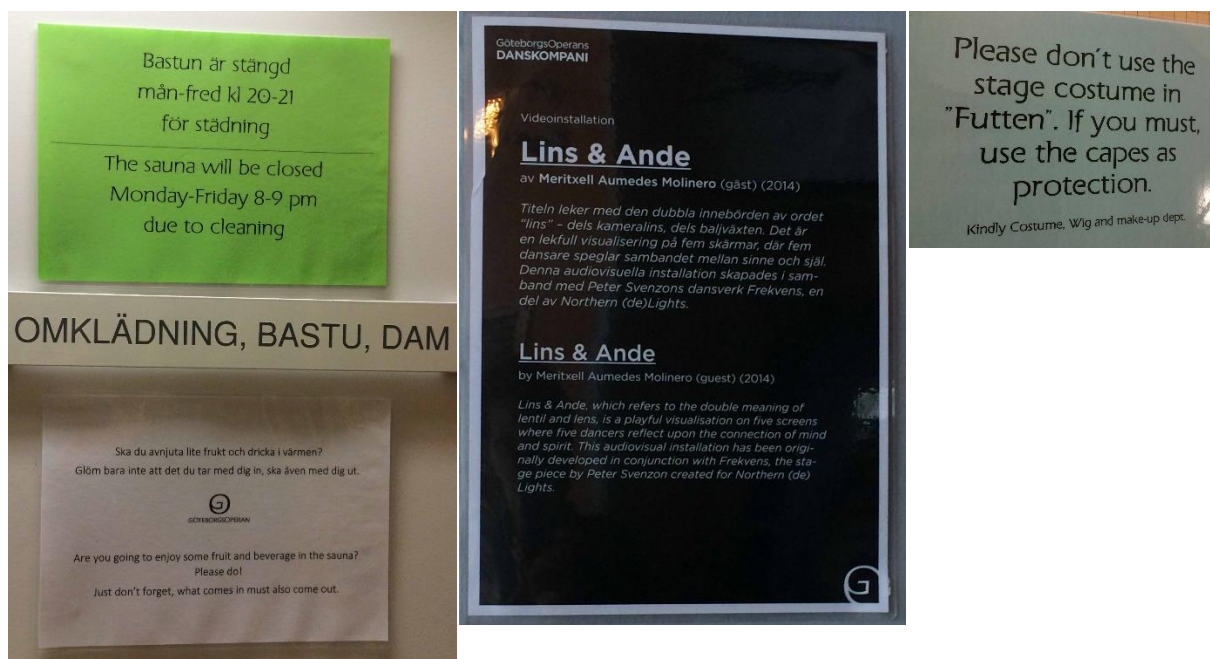 Bastun är stängd
mån-fred kl 20-21
för städning
The sauna will be closed
Monday-Friday 8-9 pm
due to cleaning
OMKLÄDNING, BASTU, DAM
Ska du avnjuta lite frukt och dricka i värmen?
Glöm bara inte att det du tar med dig in, ska även med dig ut.
GÖTEBORGSOPERAN
Are you going to enjoy some fruit and beverage in the sauna?
Please do!
Just don't forget, what comes in must also come out.
GöteborgsOperans
DANSKOMPANI
Videoinstallation
Lins & Ande
av Meritxell Aumedes Molinero (gäst) (2014)
Titeln leker med den dubbla innebörden av ordet
"lins" – dels kameralins, dels baljväxten. Det är
en lekfull visualisering på fem skärmar, där fem
dansare speglar sambandet mellan sinne och själ.
Denna audiovisuella installation skapades i sam-
band med Peter Svenzons dansverk Frekvens, en
del av Northern (de)Lights.
Lins & Ande
by Meritxell Aumedes Molinero (guest) (2014)
Lins & Ande, which refers to the double meaning of
lentil and lens, is a playful visualisation on five screens
where five dancers reflect upon the connection of mind
and spirit. This audiovisual installation has been origi-
nally developed in conjunction with Frekvens, the sta-
ge piece by Peter Svenzon created for Northern (de)
Lights.
Please don´t use the
stage costume in
"Futten". If you must,
use the capes as
protection.
Kindly Costume, Wig and make-up dept.